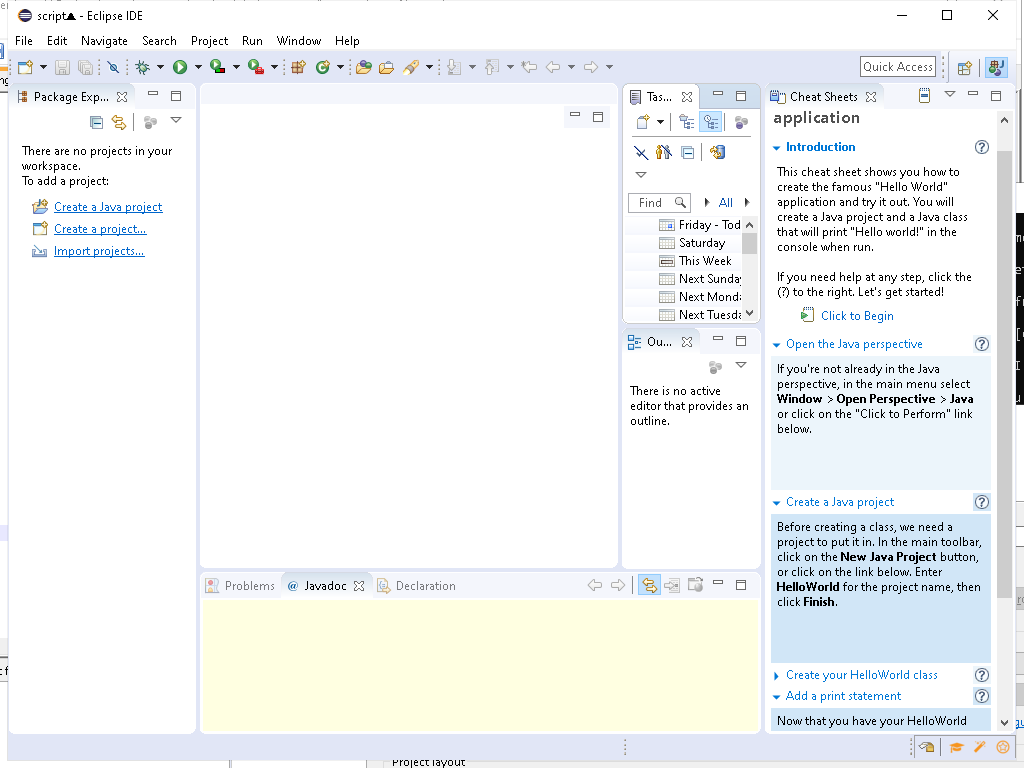 script▲ - Eclipse IDE
File Edit Navigate Search Project Run Window Help
Quick Access
Package Exp...
There are no projects in your
workspace.
To add a project:
Create a Java project
Create a project...
Import projects...
Tas...
Find
All
Friday - Tod
Saturday
This Week
Next Sunday
Next Monda
Next Tuesda
Ou...
There is no active
editor that provides an
outline.
Problems @ Javadoc Declaration
Cheat Sheets
application
Introduction
This cheat sheet shows you how to
create the famous "Hello World"
application and try it out. You will
create a Java project and a Java class
that will print "Hello world!" in the
console when run.
If you need help at any step, click the
(?) to the right. Let's get started!
Click to Begin
Open the Java perspective
If you're not already in the Java
perspective, in the main menu select
Window > Open Perspective > Java
or click on the "Click to Perform" link
below.
Create a Java project
Before creating a class, we need a
project to put it in. In the main toolbar,
click on the New Java Project button,
or click on the link below. Enter
HelloWorld for the project name, then
click Finish.
Create your HelloWorld class
Add a print statement
Now that you have your HelloWorld
Project layout